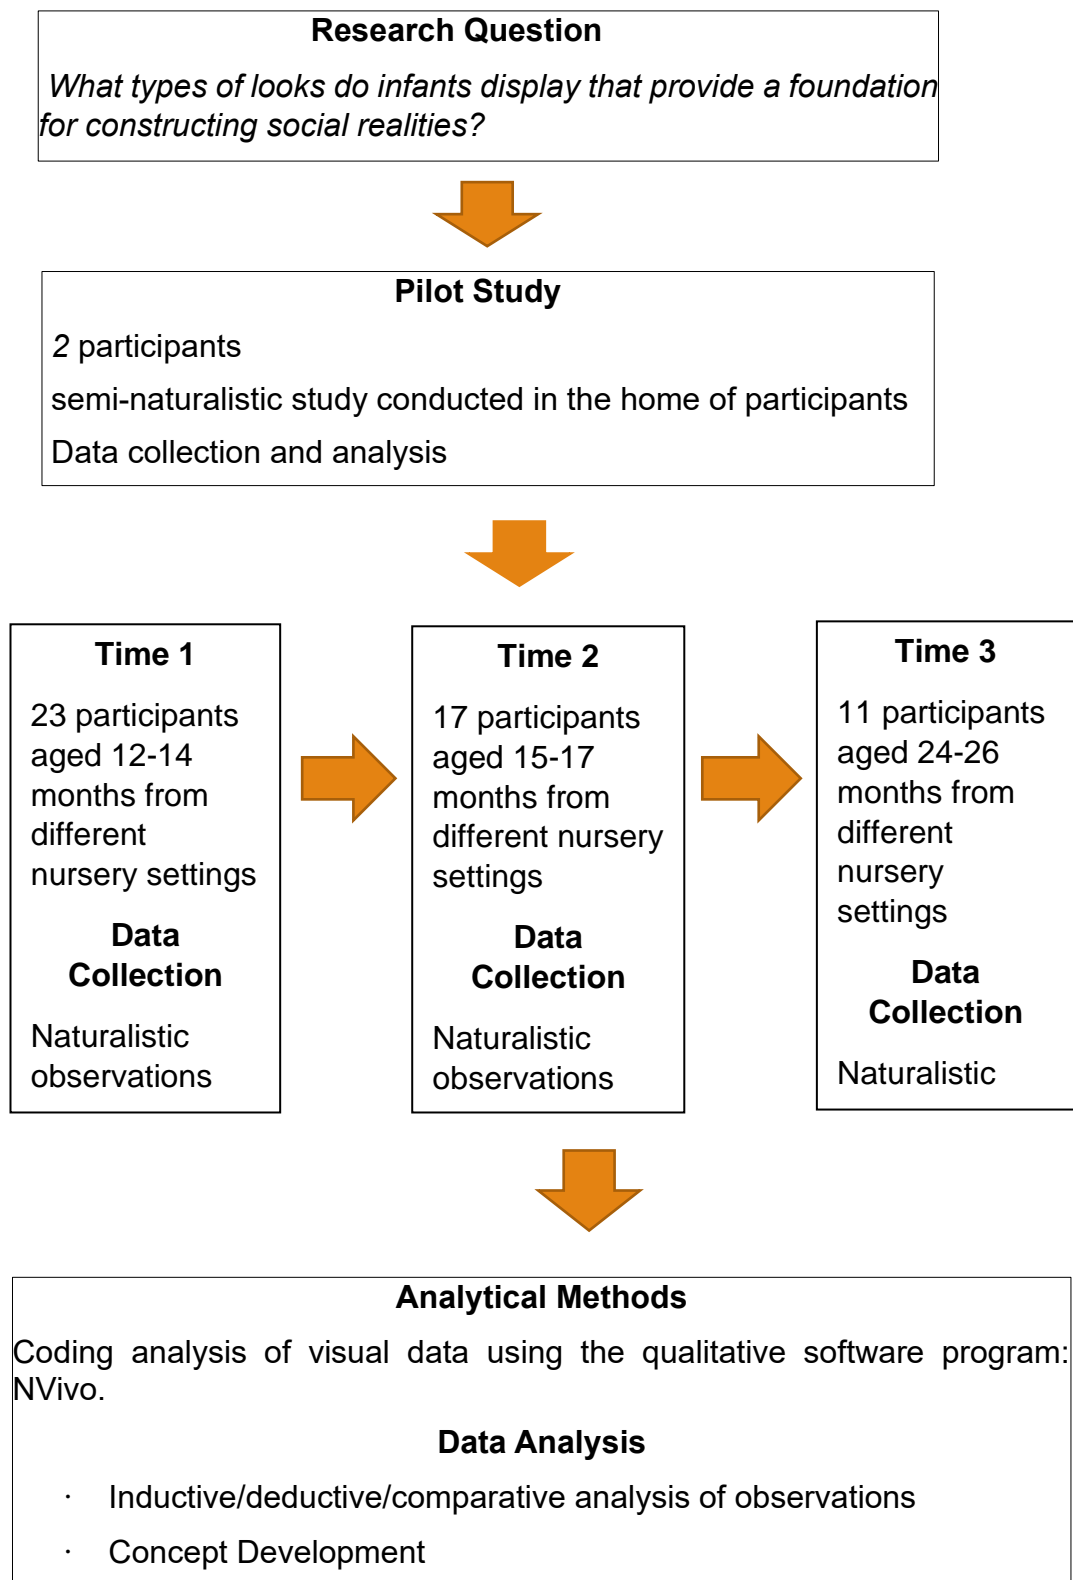 Research Question
What types of looks do infants display that provide a foundation
for constructing social realities?
Pilot Study
2 participants
semi-naturalistic study conducted in the home of participants
Data collection and analysis
Time 1
23 participants
aged 12-14
months from
different
nursery settings
Data
Collection
Naturalistic
observations
Time 2
17 participants
aged 15-17
months from
different nursery
settings
Data
Collection
Naturalistic
observations
Time 3
11 participants
aged 24-26
months from
different
nursery
settings
Data
Collection
Naturalistic
Analytical Methods
Coding analysis of visual data using the qualitative software program:
NVivo.
Data Analysis
· Inductive/deductive/comparative analysis of observations
· Concept Development